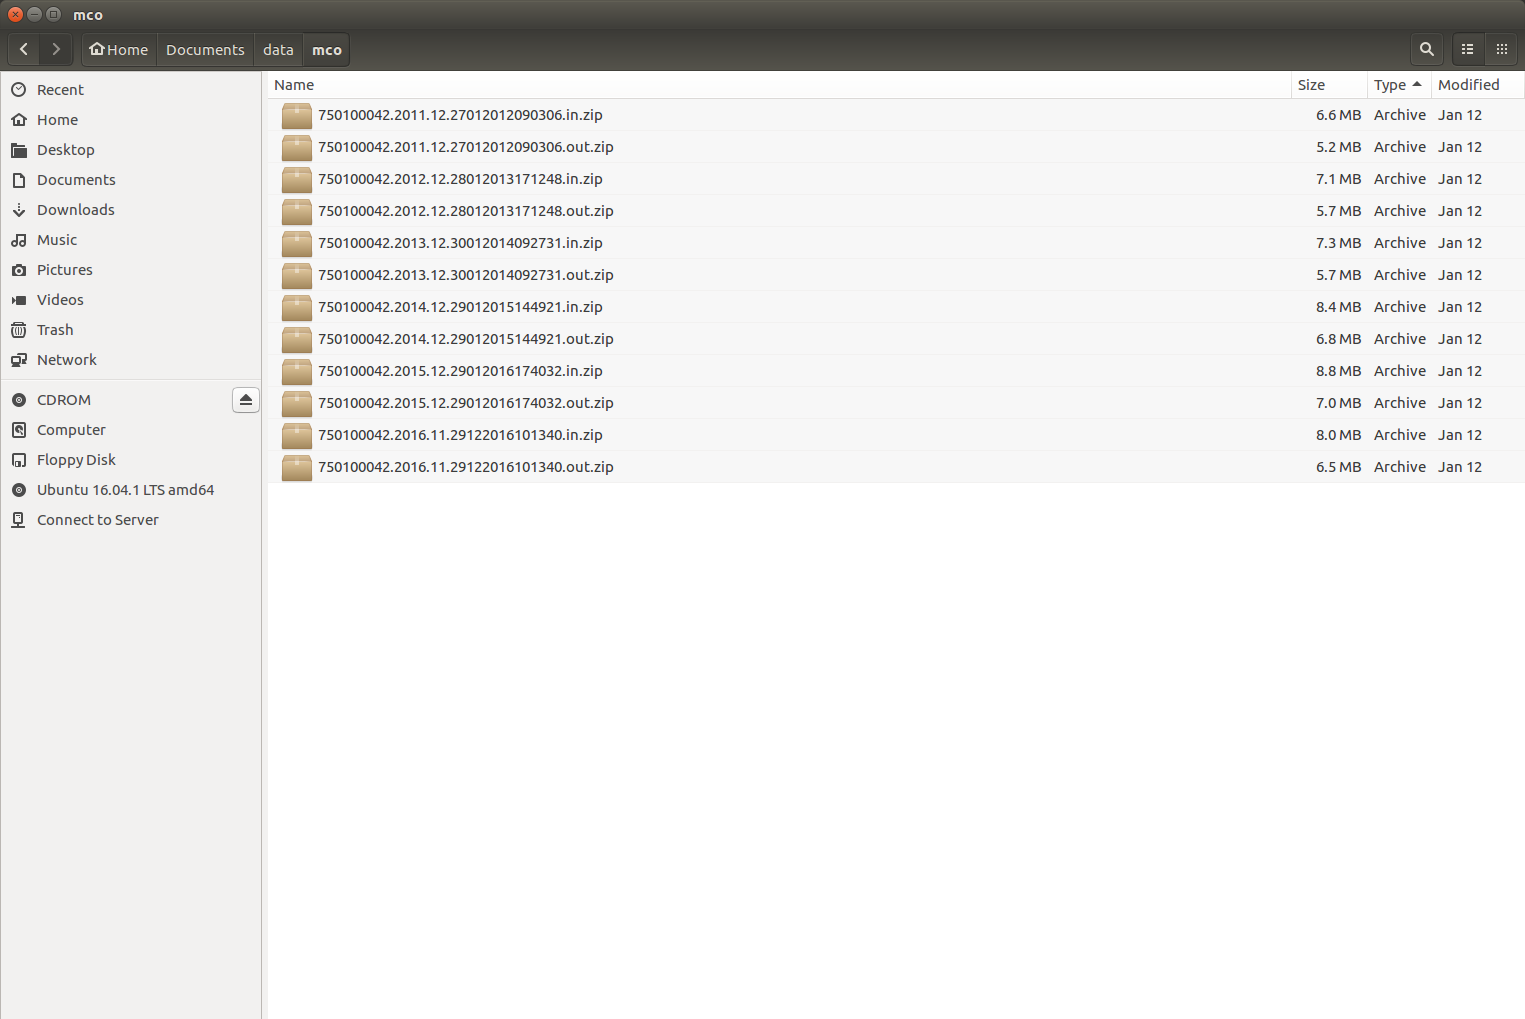 mco
Home Documents data mco
Name Size Type Modified
Recent
Home
Desktop
Documents
Downloads
Music
Pictures
Videos
Trash
Network
CDROM
Computer
Floppy Disk
Ubuntu 16.04.1 LTS amd64
Connect to Server
750100042.2011.12.27012012090306.in.zip 6.6 MB Archive Jan 12
750100042.2011.12.27012012090306.out.zip 5.2 MB Archive Jan 12
750100042.2012.12.28012013171248.in.zip 7.1 MB Archive Jan 12
750100042.2012.12.28012013171248.out.zip 5.7 MB Archive Jan 12
750100042.2013.12.30012014092731.in.zip 7.3 MB Archive Jan 12
750100042.2013.12.30012014092731.out.zip 5.7 MB Archive Jan 12
750100042.2014.12.29012015144921.in.zip 8.4 MB Archive Jan 12
750100042.2014.12.29012015144921.out.zip 6.8 MB Archive Jan 12
750100042.2015.12.29012016174032.in.zip 8.8 MB Archive Jan 12
750100042.2015.12.29012016174032.out.zip 7.0 MB Archive Jan 12
750100042.2016.11.29122016101340.in.zip 8.0 MB Archive Jan 12
750100042.2016.11.29122016101340.out.zip 6.5 MB Archive Jan 12